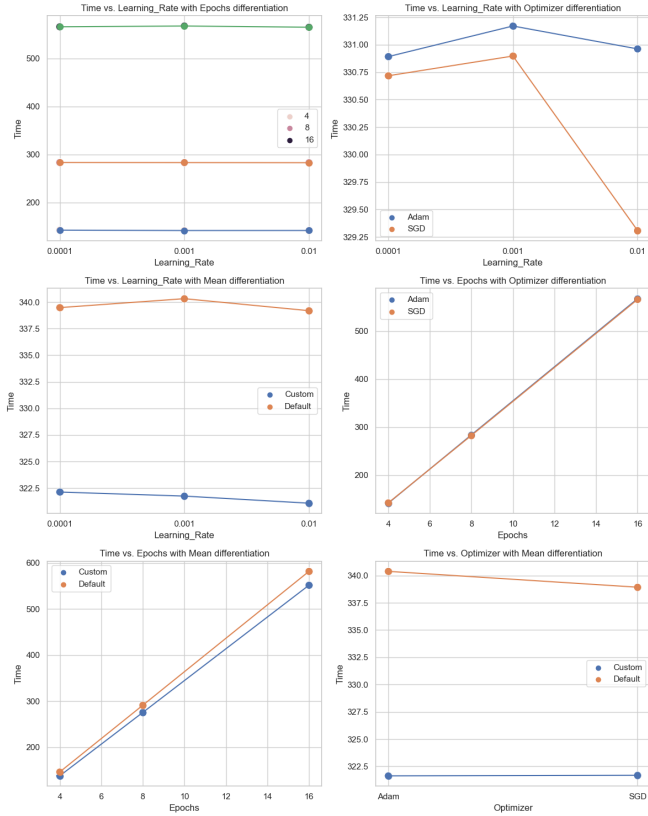 Time vs. Learning_Rate with Epochs differentiation
Time
500
400
300
200
4
8
16
0.0001
0.001
0.01
Learning_Rate
Time vs. Learning_Rate with Optimizer differentiation
Time
331.25
331.00
330.75
330.50
330.25
330.00
329.75
329.50
329.25
Adam
SGD
0.0001
0.001
0.01
Learning_Rate
Time vs. Learning_Rate with Mean differentiation
Time
340.0
337.5
335.0
332.5
330.0
327.5
325.0
322.5
Custom
Default
0.0001
0.001
0.01
Learning_Rate
Time vs. Epochs with Optimizer differentiation
Time
500
400
300
200
Adam
SGD
4
6
8
10
12
14
16
Epochs
Time vs. Epochs with Mean differentiation
Time
600
500
400
300
200
Custom
Default
4
6
8
10
12
14
16
Epochs
Time vs. Optimizer with Mean differentiation
Time
340.0
337.5
335.0
332.5
330.0
327.5
325.0
322.5
Custom
Default
Adam
SGD
Optimizer